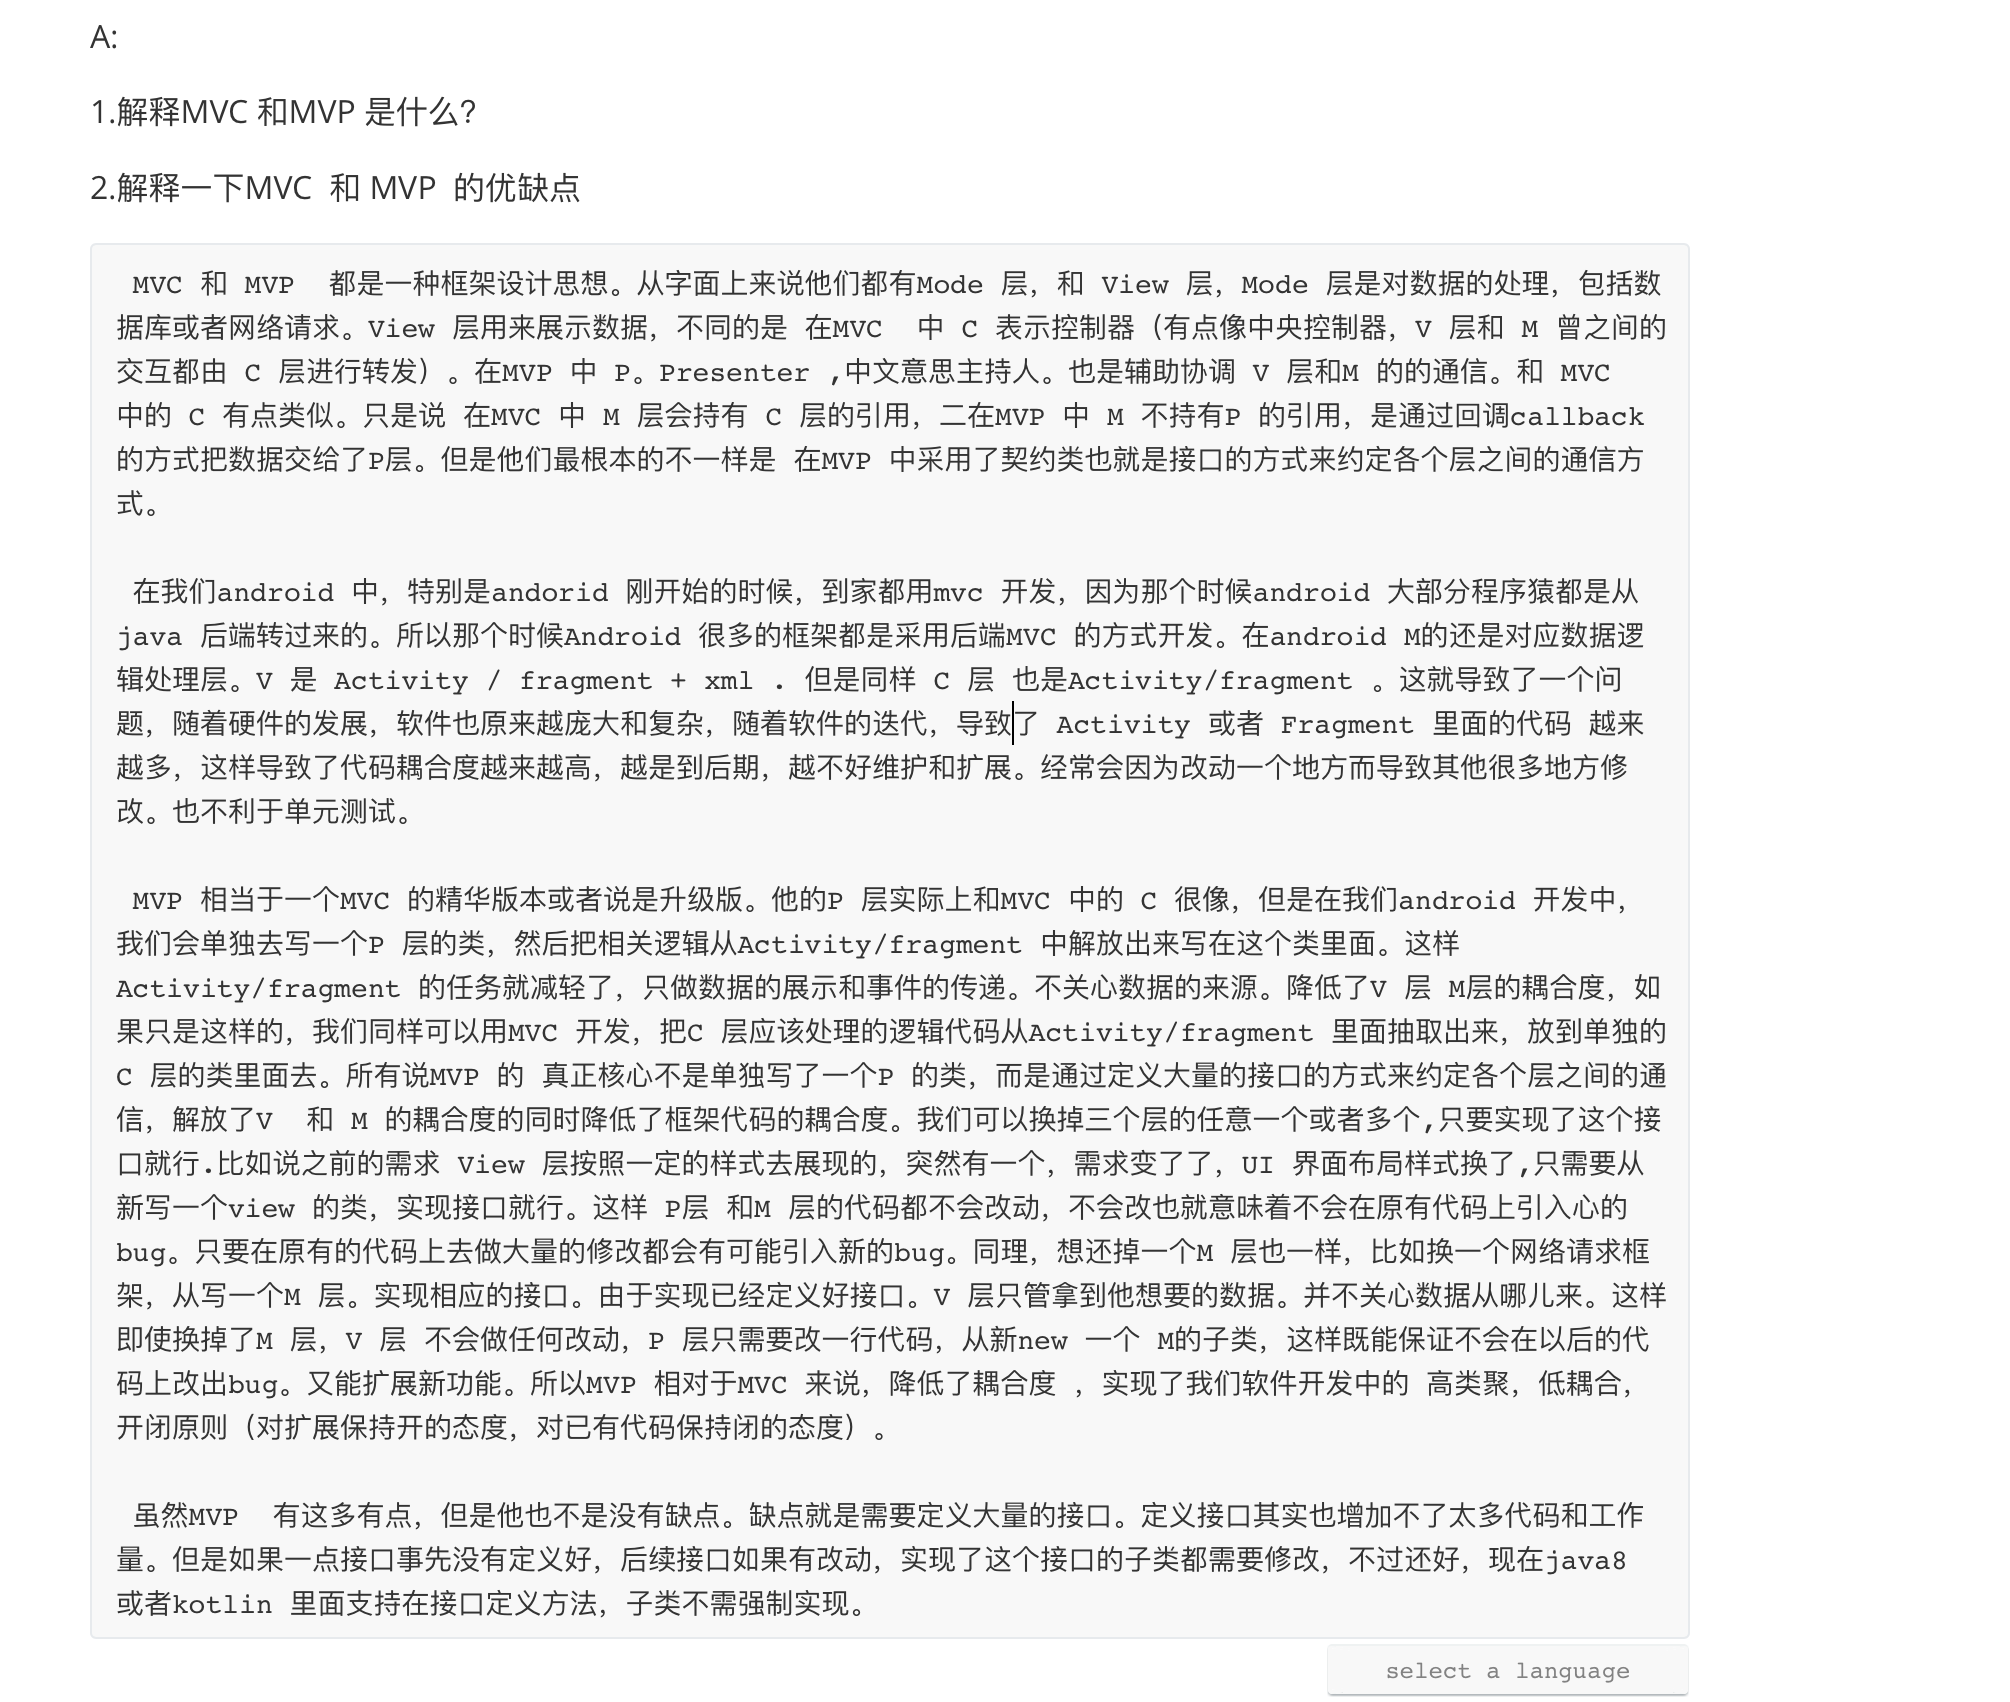 A:
1.解释MVC 和MVP 是什么?
2.解释一下MVC  和 MVP  的优缺点
MVC 和 MVP  都是一种框架设计思想。从字面上来说他们都有Mode 层，和 View 层，Mode 层是对数据的处理，包括数
据库或者网络请求。View 层用来展示数据，不同的是 在MVC  中 C 表示控制器（有点像中央控制器，V 层和 M 曾之间的
交互都由 C 层进行转发）。在MVP 中 P。Presenter ,中文意思主持人。也是辅助协调 V 层和M 的的通信。和 MVC
中的 C 有点类似。只是说 在MVC 中 M 层会持有 C 层的引用，二在MVP 中 M 不持有P 的引用，是通过回调callback
的方式把数据交给了P层。但是他们最根本的不一样是 在MVP 中采用了契约类也就是接口的方式来约定各个层之间的通信方
式。
在我们android 中，特别是andorid 刚开始的时候，到家都用mvc 开发，因为那个时候android 大部分程序猿都是从
java 后端转过来的。所以那个时候Android 很多的框架都是采用后端MVC 的方式开发。在android M的还是对应数据逻
辑处理层。V 是 Activity / fragment + xml . 但是同样 C 层 也是Activity/fragment 。这就导致了一个问
题，随着硬件的发展，软件也原来越庞大和复杂，随着软件的迭代，导致了 Activity 或者 Fragment 里面的代码 越来
越多，这样导致了代码耦合度越来越高，越是到后期，越不好维护和扩展。经常会因为改动一个地方而导致其他很多地方修
改。也不利于单元测试。
MVP 相当于一个MVC 的精华版本或者说是升级版。他的P 层实际上和MVC 中的 C 很像，但是在我们android 开发中，
我们会单独去写一个P 层的类，然后把相关逻辑从Activity/fragment 中解放出来写在这个类里面。这样
Activity/fragment 的任务就减轻了，只做数据的展示和事件的传递。不关心数据的来源。降低了V 层 M层的耦合度，如
果只是这样的，我们同样可以用MVC 开发，把C 层应该处理的逻辑代码从Activity/fragment 里面抽取出来，放到单独的
C 层的类里面去。所有说MVP 的 真正核心不是单独写了一个P 的类，而是通过定义大量的接口的方式来约定各个层之间的通
信，解放了V  和 M 的耦合度的同时降低了框架代码的耦合度。我们可以换掉三个层的任意一个或者多个,只要实现了这个接
口就行.比如说之前的需求 View 层按照一定的样式去展现的，突然有一个，需求变了了，UI 界面布局样式换了,只需要从
新写一个view 的类，实现接口就行。这样 P层 和M 层的代码都不会改动，不会改也就意味着不会在原有代码上引入心的
bug。只要在原有的代码上去做大量的修改都会有可能引入新的bug。同理，想还掉一个M 层也一样，比如换一个网络请求框
架，从写一个M 层。实现相应的接口。由于实现已经定义好接口。V 层只管拿到他想要的数据。并不关心数据从哪儿来。这样
即使换掉了M 层，V 层 不会做任何改动，P 层只需要改一行代码，从新new 一个 M的子类，这样既能保证不会在以后的代
码上改出bug。又能扩展新功能。所以MVP 相对于MVC 来说，降低了耦合度 ，实现了我们软件开发中的 高类聚，低耦合，
开闭原则（对扩展保持开的态度，对已有代码保持闭的态度）。
虽然MVP  有这多有点，但是他也不是没有缺点。缺点就是需要定义大量的接口。定义接口其实也增加不了太多代码和工作
量。但是如果一点接口事先没有定义好，后续接口如果有改动，实现了这个接口的子类都需要修改，不过还好，现在java8
或者kotlin 里面支持在接口定义方法，子类不需强制实现。
select a language